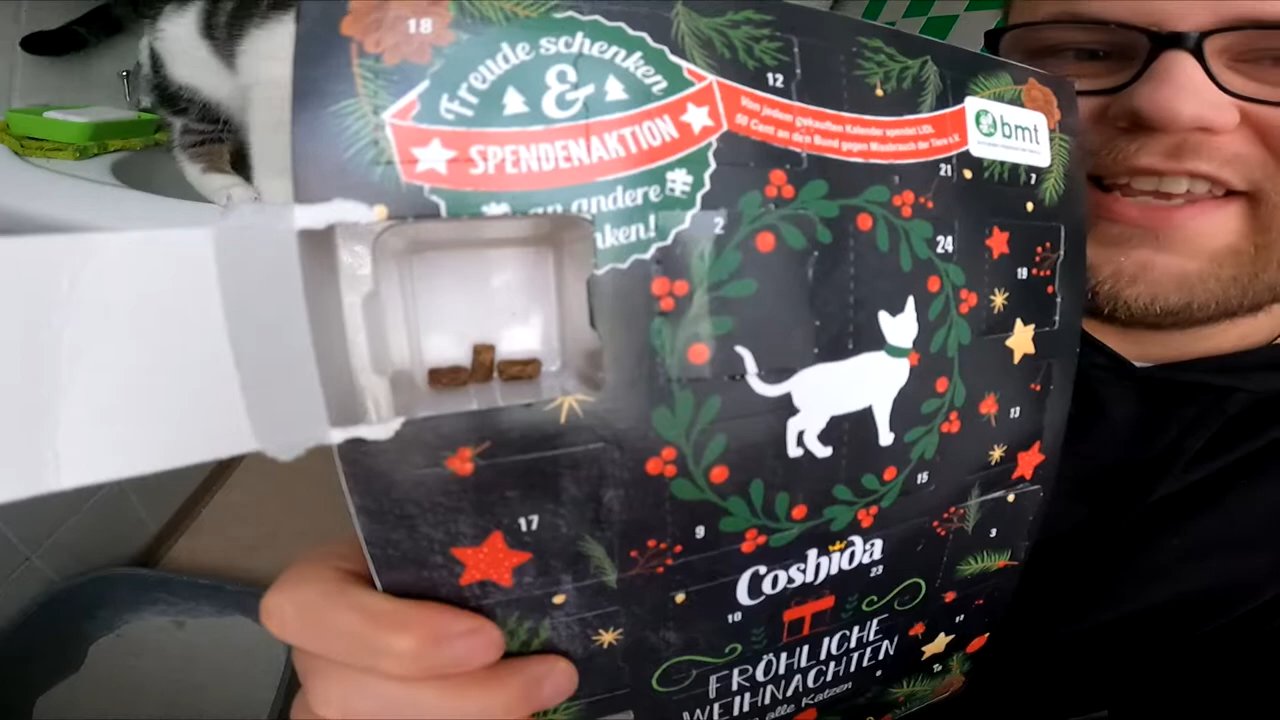 18
Freude schenken
&
SPENDENAKTION
an andere
nken!
12
Von jedem gekauften Kalender spendet LIDL
50 Cent an den Bund gegen Missbrauch der Tiere e.V.
bmt
21
7
2
24
19
13
15
17
9
3
Coshida
23
10
FRÖHLICHE
WEIHNACHTEN
alle Katzen